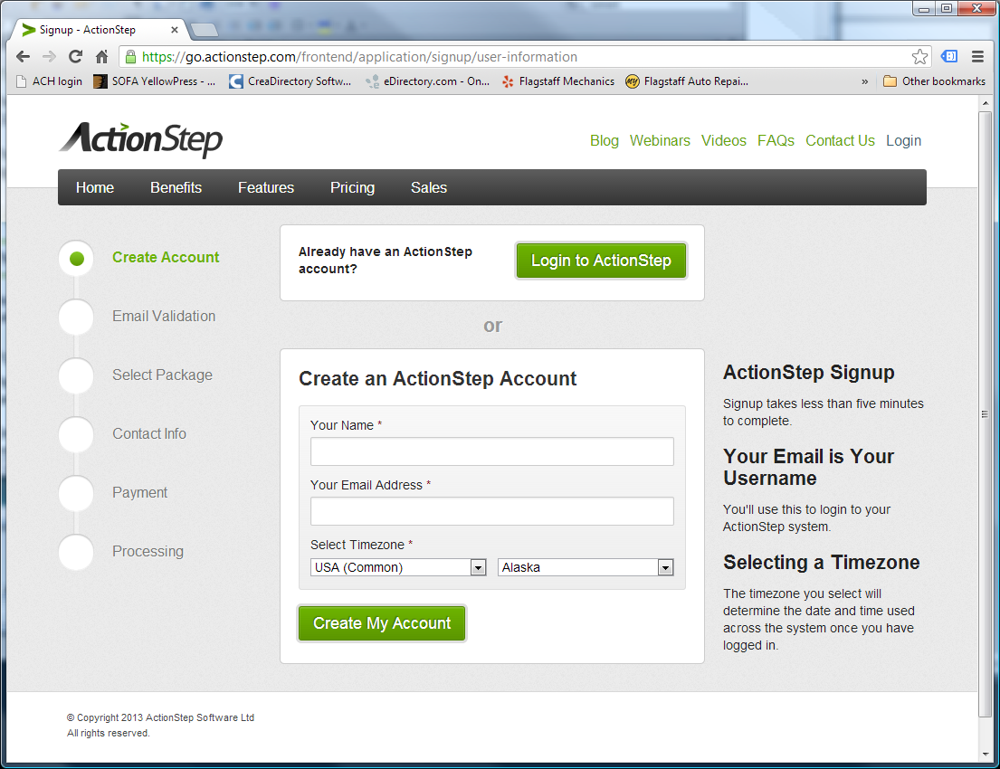 Signup - ActionStep
https://go.actionstep.com/frontend/application/signup/user-information
ACH login
SOFA YellowPress - ...
CreaDirectory Softw...
eDirectory.com - On...
Flagstaff Mechanics
Flagstaff Auto Repai...
»
Other bookmarks
ActionStep
Blog Webinars Videos FAQs Contact Us Login
Home Benefits Features Pricing Sales
Create Account
Email Validation
Select Package
Contact Info
Payment
Processing
Already have an ActionStep
account?
Login to ActionStep
or
Create an ActionStep Account
Your Name *
Your Email Address *
Select Timezone *
USA (Common)
Alaska
Create My Account
ActionStep Signup
Signup takes less than five minutes
to complete.
Your Email is Your
Username
You'll use this to login to your
ActionStep system.
Selecting a Timezone
The timezone you select will
determine the date and time used
across the system once you have
logged in.
© Copyright 2013 ActionStep Software Ltd
All rights reserved.